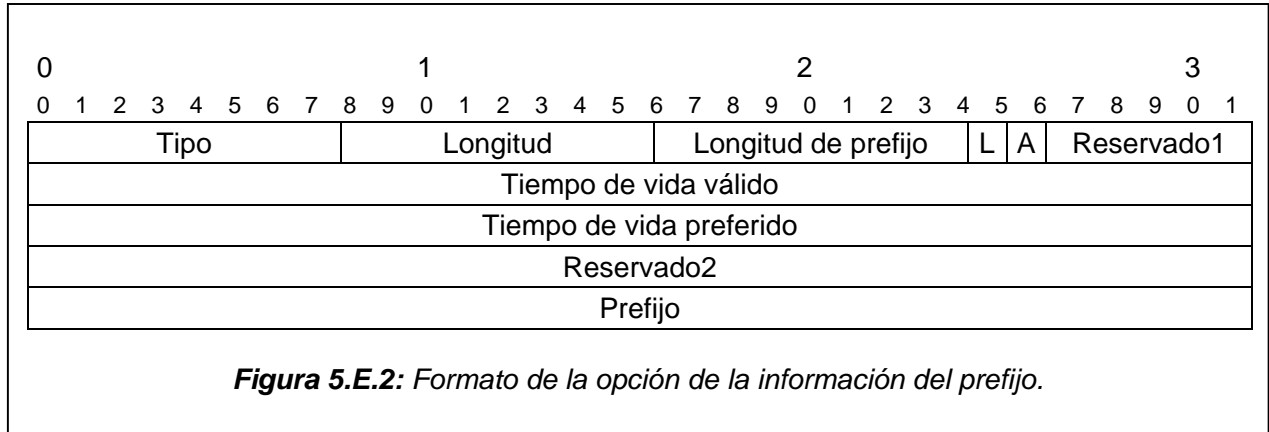 0 1 2 3
0 1 2 3 4 5 6 7 8 9 0 1 2 3 4 5 6 7 8 9 0 1 2 3 4 5 6 7 8 9 0 1
Tipo Longitud Longitud de prefijo L A Reservado1
Tiempo de vida válido
Tiempo de vida preferido
Reservado2
Prefijo
Figura 5.E.2: Formato de la opción de la información del prefijo.